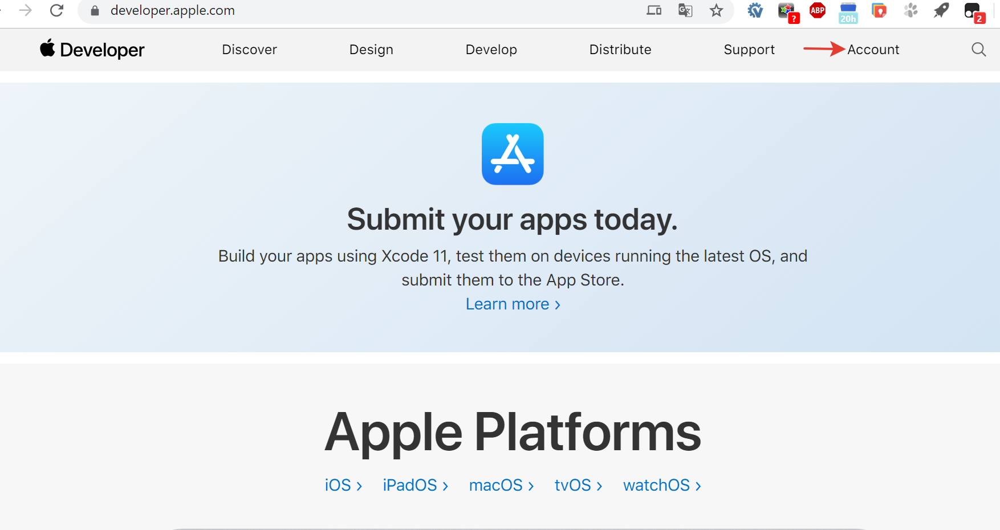 developer.apple.com
ABP
?
20h
2
Developer
Discover
Design
Develop
Distribute
Support
Account
Submit your apps today.
Build your apps using Xcode 11, test them on devices running the latest OS, and
submit them to the App Store.
Learn more ›
Apple Platforms
iOS › iPadOS › macOS › tvOS › watchOS ›